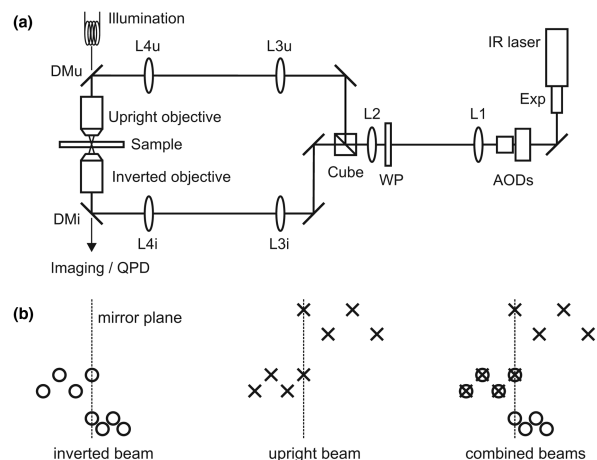 (a)
Illumination
IR laser
L4u
L3u
DMu
Exp
Upright objective
L2
L1
Sample
Inverted objective
Cube
WP
AODs
DMi
L4i
L3i
Imaging / QPD
(b)
mirror plane
inverted beam
upright beam
combined beams